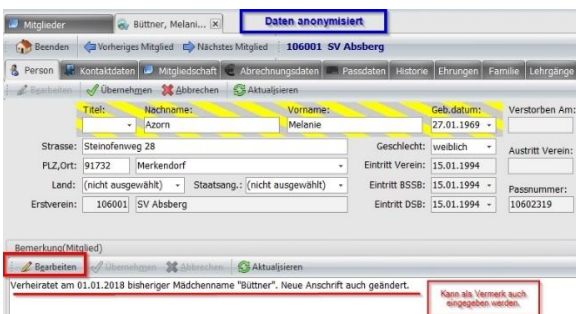 Mitglieder
Büttner, Melani...
Daten anonymisiert
Beenden Vorheriges Mitglied Nächstes Mitglied 106001 SV Absberg
Person Kontaktdaten Mitgliedschaft Abrechnungsdaten Passdaten Historie Ehrungen Familie Lehrgänge
Bearbeiten Übernehmen Abbrechen Aktualisieren
Titel: Nachname: Vorname: Geb.datum: Verstorben Am:
Azorn Melanie 27.01.1969
Strasse: Steinofenweg 28 Geschlecht: weiblich Austritt Verein:
PLZ,Ort: 91732 Merkendorf Eintritt Verein: 15.01.1994
Land: (nicht ausgewählt) Staatsang.: (nicht ausgewählt) Eintritt BSSB: 15.01.1994 Passnummer:
Erstverein: 106001 SV Absberg Eintritt DSB: 15.01.1994 10602319
Bemerkung(Mitglied)
Bearbeiten Übernehmen Abbrechen Aktualisieren
Verheiratet am 01.01.2018 bisheriger Mädchenname "Büttner". Neue Anschrift auch geändert.
Kann als Vermerk auch
eingegeben werden.